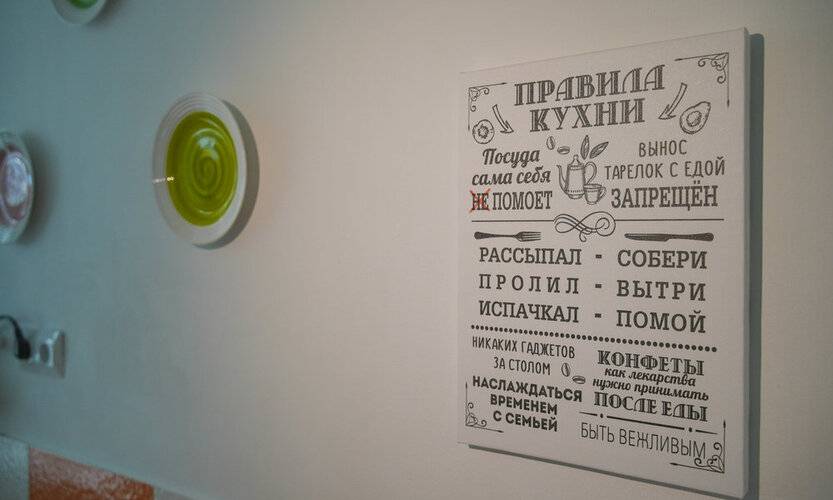 ПРАВИЛА
КУХНИ
Посуда
сама себя
НЕ ПОМОЕТ
ВЫНОС
ТАРЕЛОК С ЕДОЙ
ЗАПРЕЩЁН
РАССЫПАЛ - СОБЕРИ
ПРОЛИЛ - ВЫТРИ
ИСПАЧКАЛ - ПОМОЙ
НИКАКИХ ГАДЖЕТОВ
ЗА СТОЛОМ
НАСЛАЖДАТЬСЯ
ВРЕМЕНЕМ
С СЕМЬЕЙ
КОНФЕТЫ
как лекарства
нужно принимать
ПОСЛЕ ЕДЫ
БЫТЬ ВЕЖЛИВЫМ